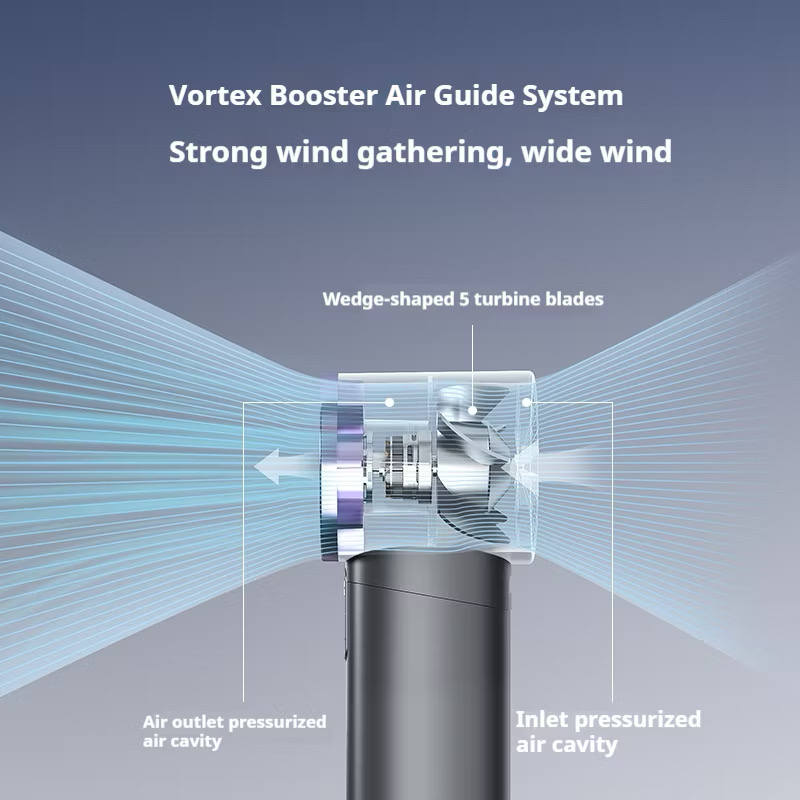 Vortex Booster Air Guide System
Strong wind gathering, wide wind
Wedge-shaped 5 turbine blades
Air outlet pressurized
air cavity
Inlet pressurized
air cavity